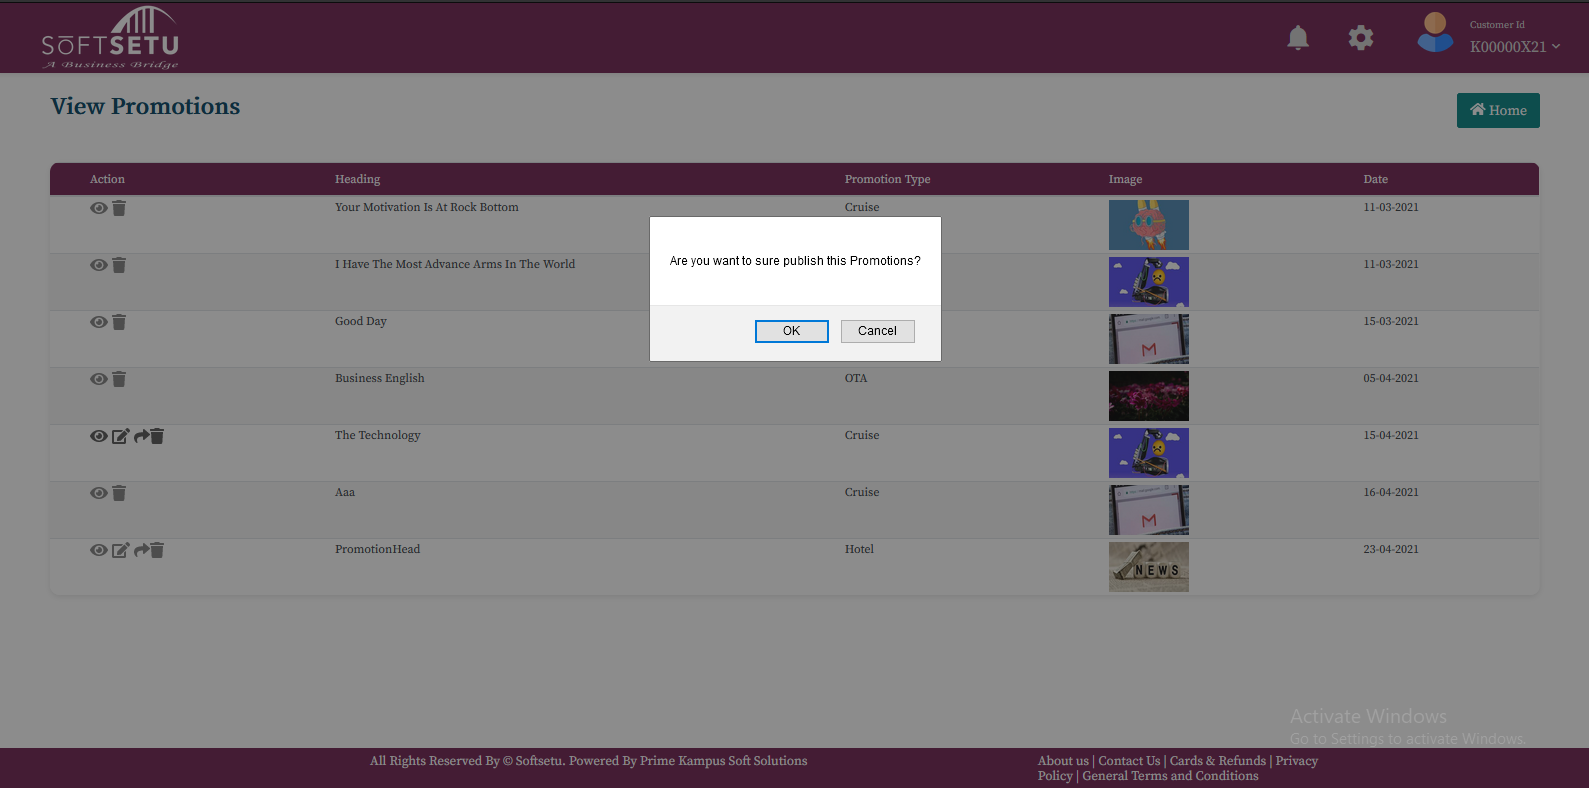 SOFTSETU
A Business Bridge
Customer Id
K00000X21
View Promotions
Home
Action Heading Promotion Type Image Date
Your Motivation Is At Rock Bottom Cruise 11-03-2021
I Have The Most Advance Arms In The World 11-03-2021
Good Day 15-03-2021
Business English OTA 05-04-2021
The Technology Cruise 15-04-2021
Aaa Cruise 16-04-2021
PromotionHead Hotel NEWS 23-04-2021
Are you want to sure publish this Promotions?
OK Cancel
Activate Windows
Go to Settings to activate Windows.
All Rights Reserved By © Softsetu. Powered By Prime Kampus Soft Solutions
About us | Contact Us | Cards & Refunds | Privacy
Policy | General Terms and Conditions